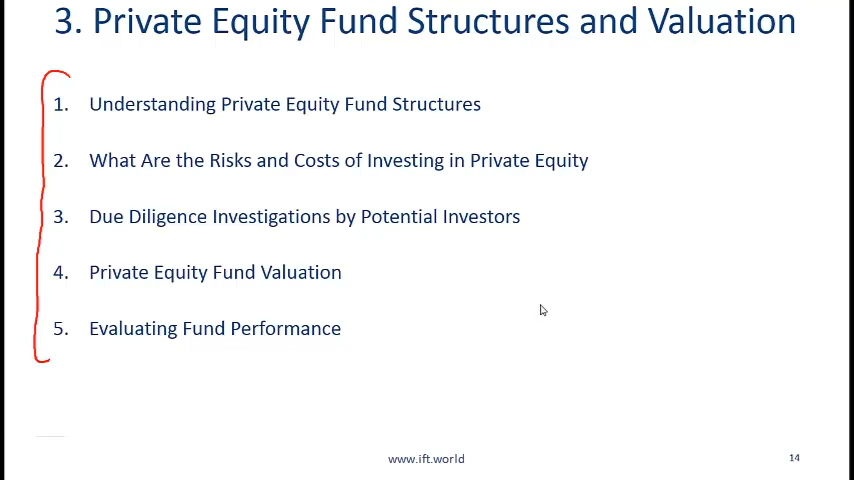 3. Private Equity Fund Structures and Valuation
1. Understanding Private Equity Fund Structures
2. What Are the Risks and Costs of Investing in Private Equity
3. Due Diligence Investigations by Potential Investors
4. Private Equity Fund Valuation
5. Evaluating Fund Performance
www.ift.world
14